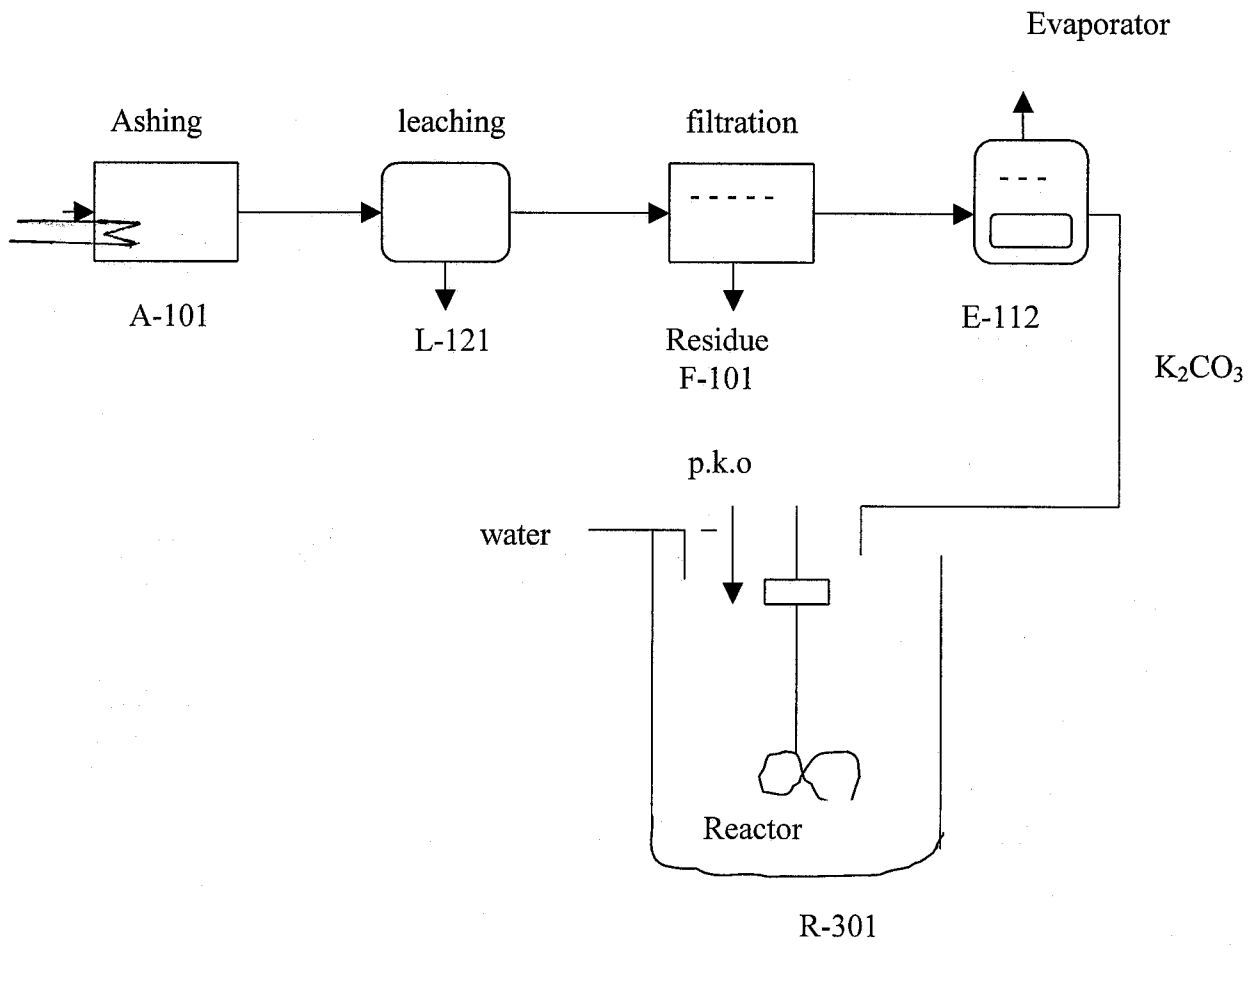 Evaporator
Ashing
leaching
filtration
A-101
L-121
Residue
F-101
E-112
K₂CO₃
p.k.o
water
Reactor
R-301